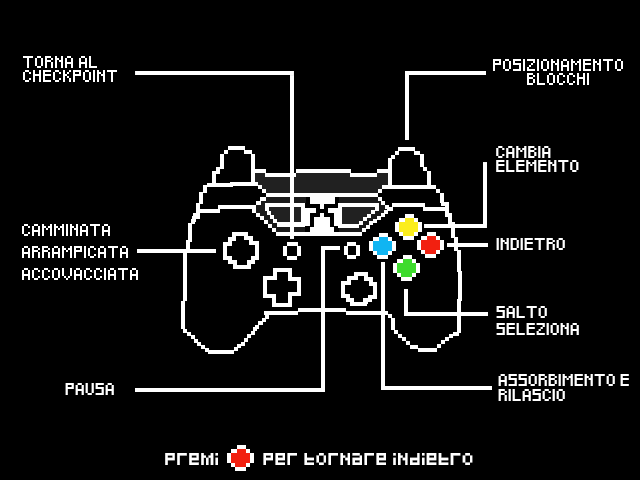 TORNA AL
CHECKPOINT
POSIZIONAMENTO
BLOCCHI
CAMBIA
ELEMENTO
CAMMINATA
ARRAMPICATA
ACCOVACCIATA
INDIETRO
SALTO
SELEZIONA
PAUSA
ASSORBIMENTO E
RILASCIO
PREMI PER TORNARE INDIETRO